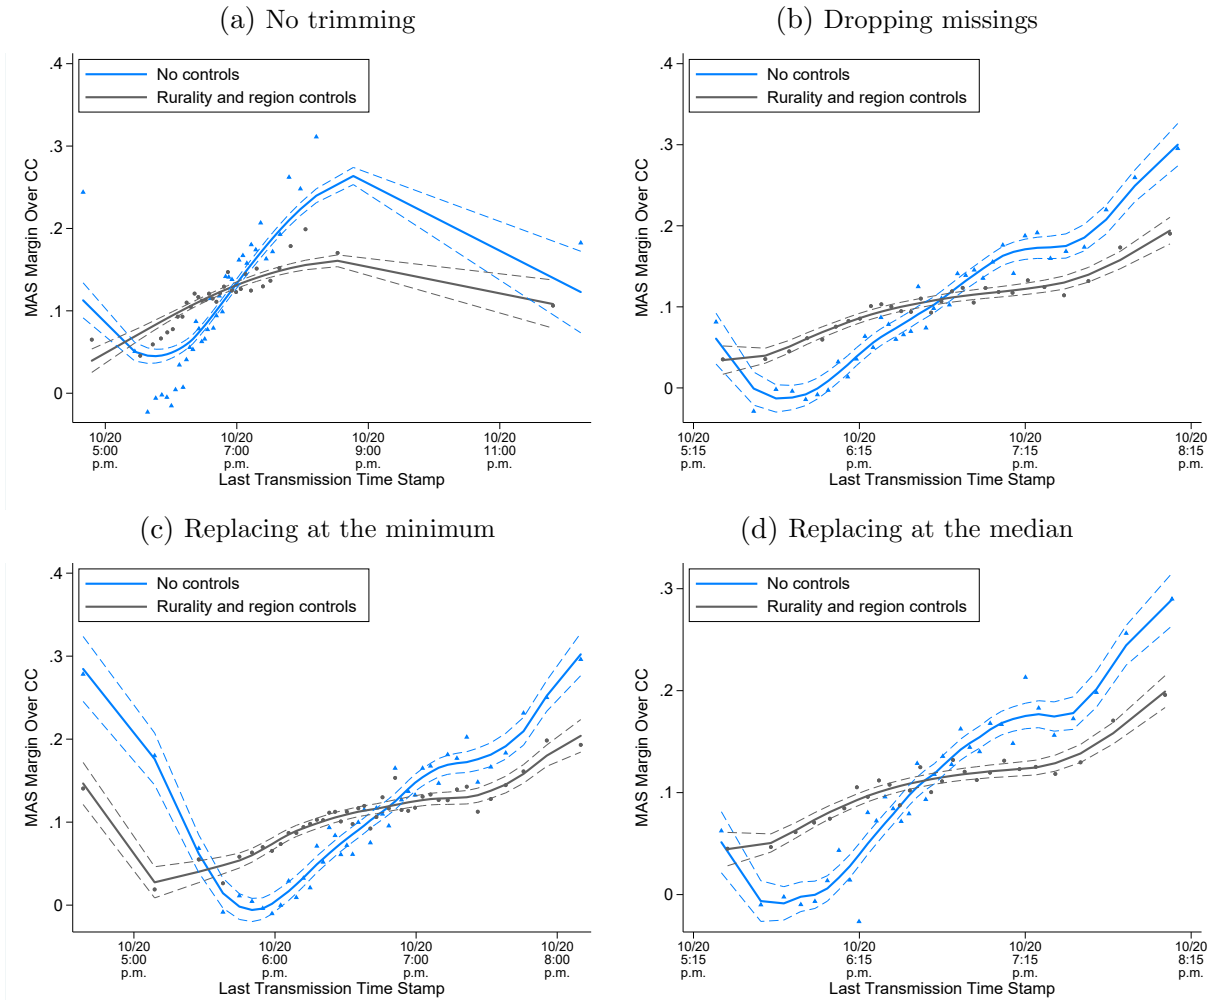 (a) No trimming
.4
.3
.2
.1
0
MAS Margin Over CC
No controls
Rurality and region controls
10/20
5:00
p.m.
10/20
7:00
p.m.
10/20
9:00
p.m.
10/20
11:00
p.m.
Last Transmission Time Stamp
(b) Dropping missings
.4
.3
.2
.1
0
MAS Margin Over CC
No controls
Rurality and region controls
10/20
5:15
p.m.
10/20
6:15
p.m.
10/20
7:15
p.m.
10/20
8:15
p.m.
Last Transmission Time Stamp
(c) Replacing at the minimum
.4
.3
.2
.1
0
MAS Margin Over CC
No controls
Rurality and region controls
10/20
5:00
p.m.
10/20
6:00
p.m.
10/20
7:00
p.m.
10/20
8:00
p.m.
Last Transmission Time Stamp
(d) Replacing at the median
.3
.2
.1
0
MAS Margin Over CC
No controls
Rurality and region controls
10/20
5:15
p.m.
10/20
6:15
p.m.
10/20
7:15
p.m.
10/20
8:15
p.m.
Last Transmission Time Stamp